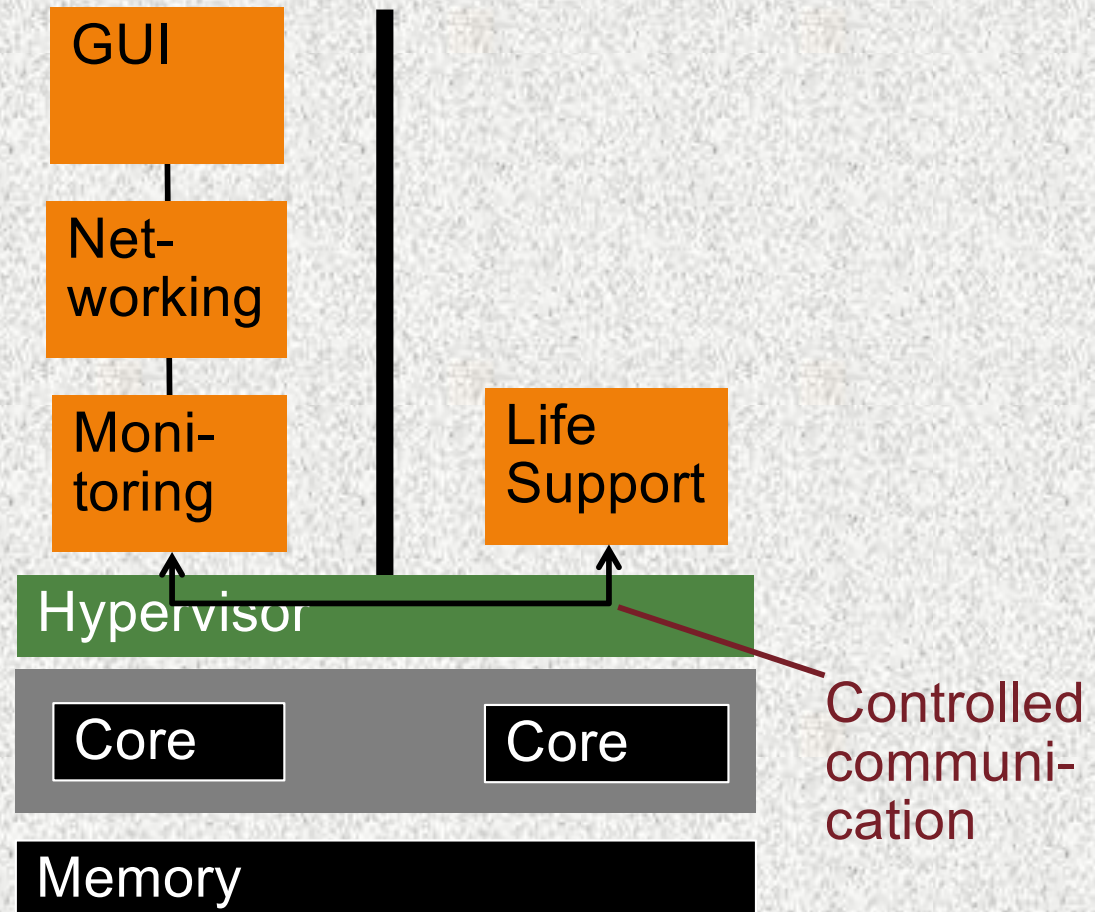 GUI
Net-
working
Moni-
toring
Life
Support
Hypervisor
Core
Core
Controlled
communi-
cation
Memory